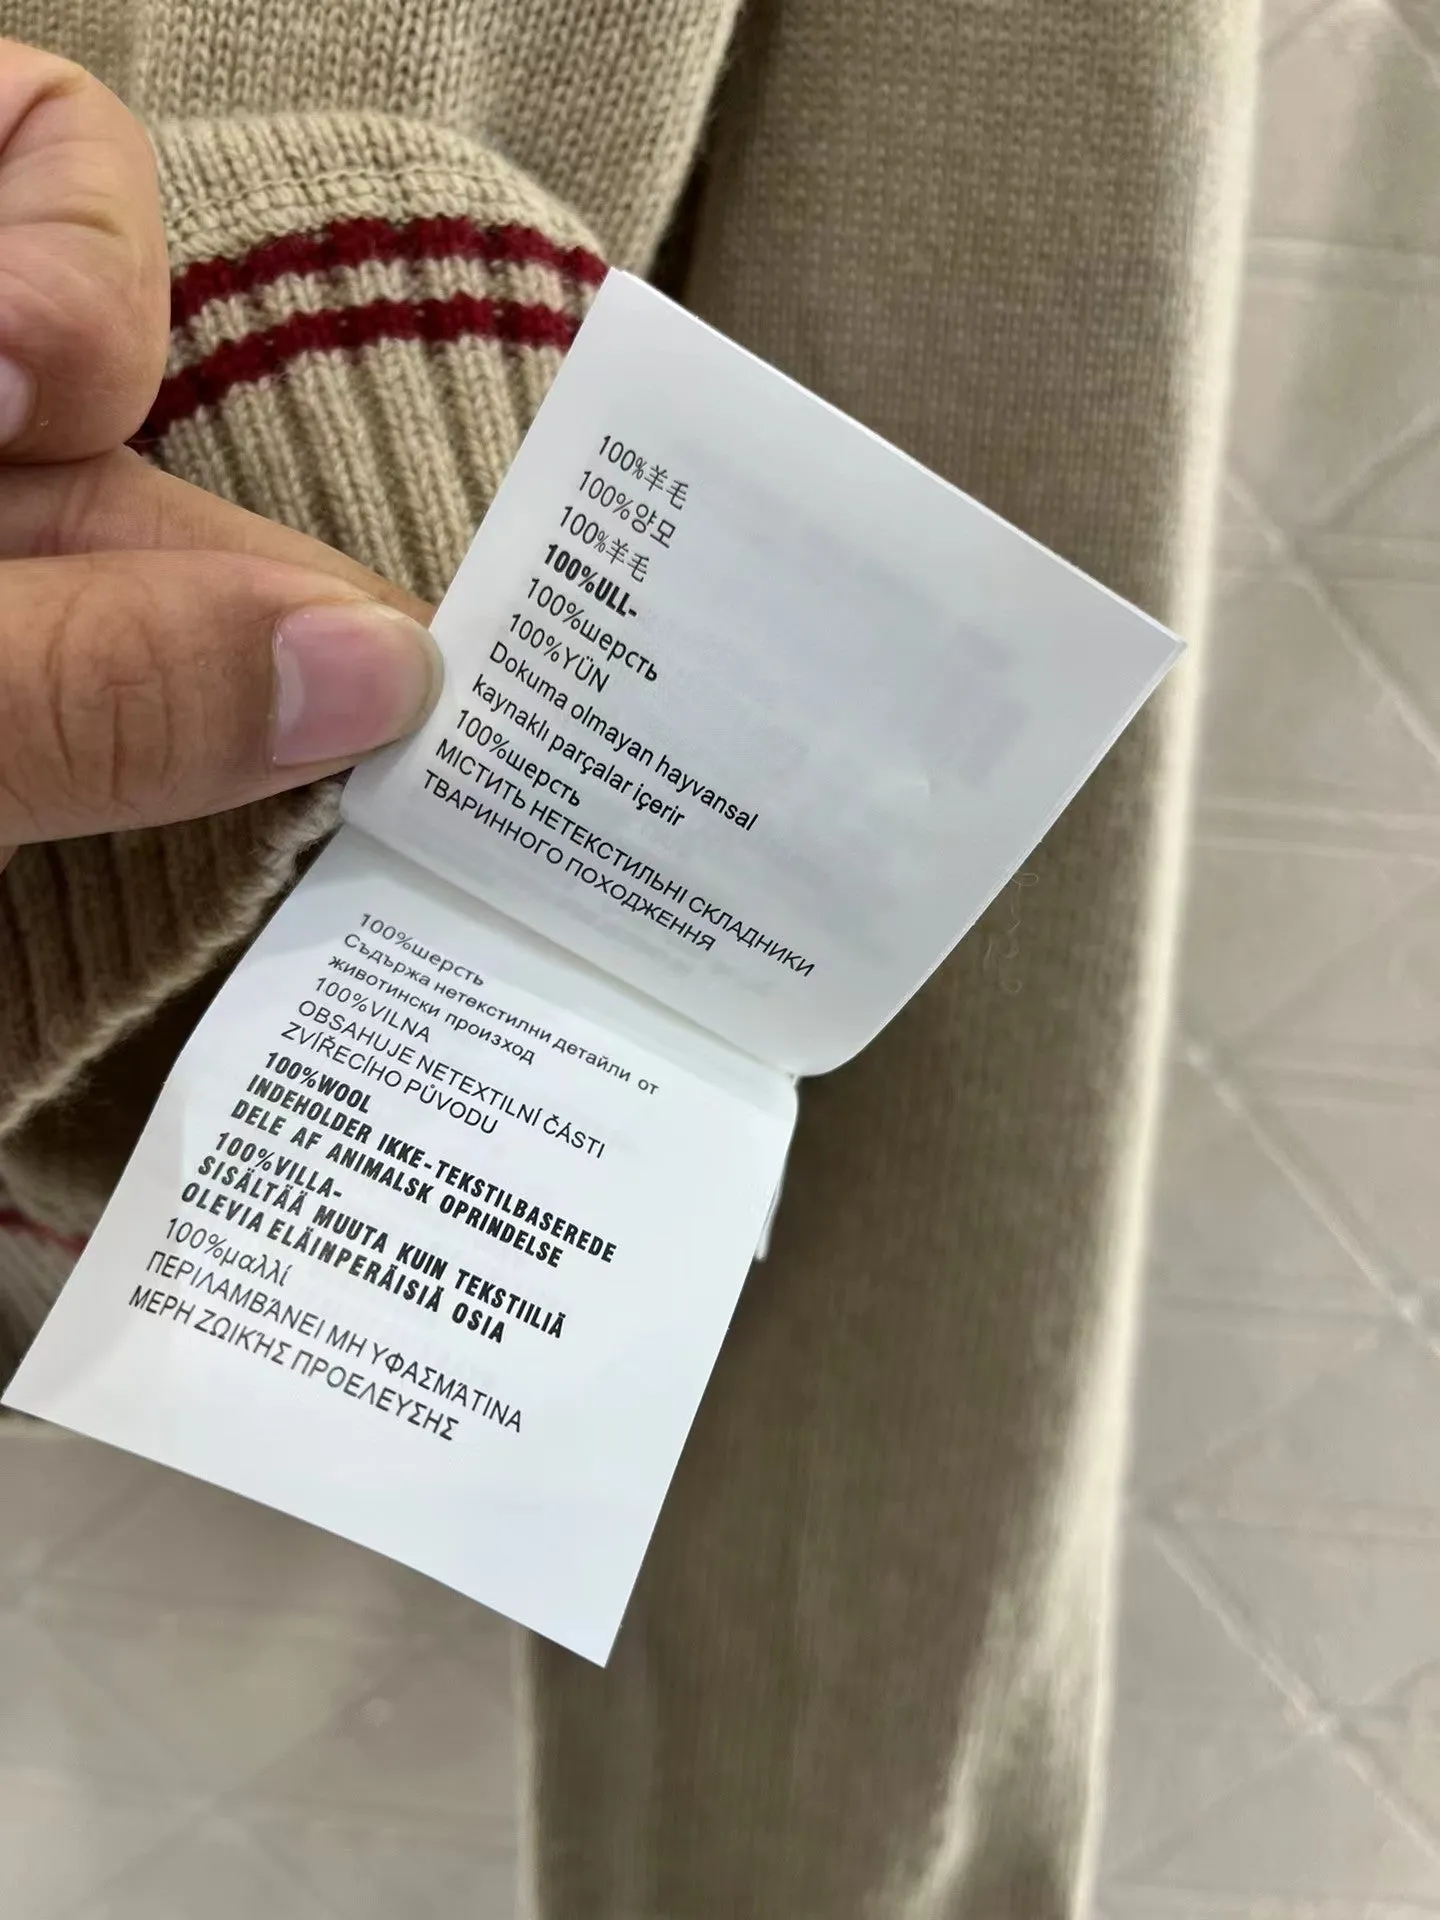 100%羊毛
100%양모
100%羊毛
100%ULL-
100%шерсть
100%YÜN
Dokuma olmayan hayvansal
kaynaklı parçalar içerir
100%шерсть
МІСТИТЬ НЕТЕКСТИЛЬНІ СКЛАДНИКИ
ТВАРИННОГО ПОХОДЖЕННЯ
100%шерсть
Съдържа нетекстилни детайли от
животински произход
100%VILNA
OBSAHUJE NETEXTILNÍ ČÁSTI
ZVÍŘECÍHO PŮVODU
100%WOOL
INDEHOLDER IKKE-TEKSTILBASEREDE
DELE AF ANIMALSK OPRINDELSE
100%VILLA-
SISÄLTÄÄ MUUTA KUIN TEKSTIILIÄ
OLEVIA ELÄINPERÄISIÄ OSIA
100%μαλλί
ΠΕΡΙΛΑΜΒΆΝΕΙ ΜΗ ΥΦΑΣΜΆΤΙΝΑ
ΜΕΡΗ ΖΩΙΚΉΣ ΠΡΟΕΛΕΥΣΗΣ